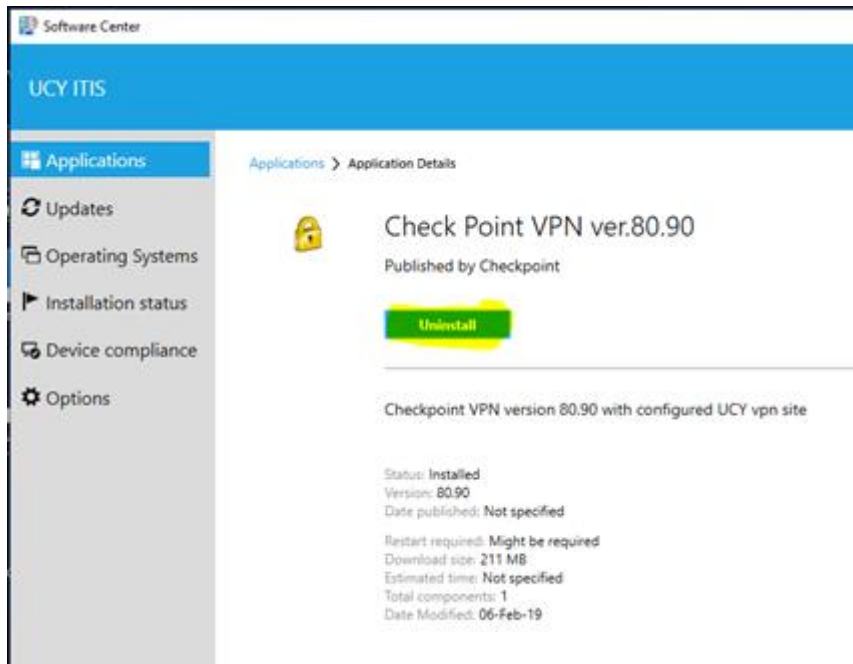 Software Center
UCY ITIS
Applications
Updates
Operating Systems
Installation status
Device compliance
Options
Applications ❯ Application Details
Check Point VPN ver.80.90
Published by Checkpoint
Uninstall
Checkpoint VPN version 80.90 with configured UCY vpn site
Status: Installed
Version: 80.90
Date published: Not specified
Restart required: Might be required
Download size: 211 MB
Estimated time: Not specified
Total components: 1
Date Modified: 06-Feb-19